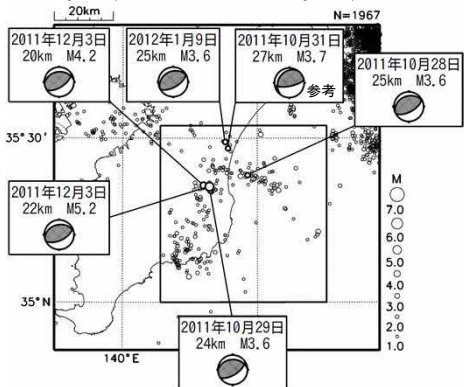 20km
N=1967
2011年12月3日
20km M4.2
2012年1月9日
25km M3.6
2011年10月31日
27km M3.7
参考
2011年10月28日
25km M3.6
35°30′
2011年12月3日
22km M5.2
M
7.0
6.0
5.0
4.0
3.0
2.0
1.0
35°N
2011年10月29日
24km M3.6
140°E